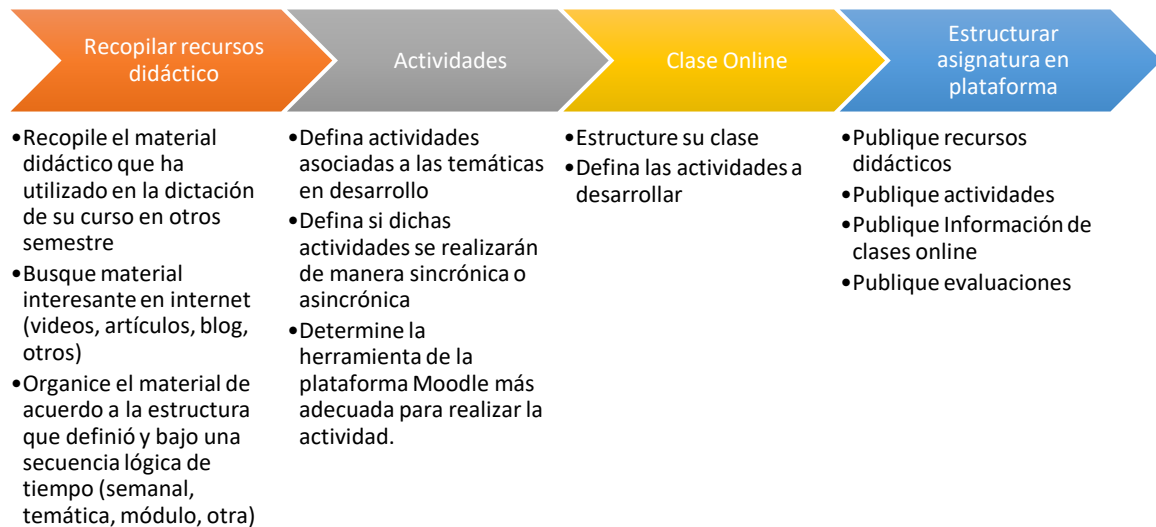 Recopilar recursos
didáctico
•Recopile el material
didáctico que ha
utilizado en la dictación
de su curso en otros
semestre
•Busque material
interesante en internet
(videos, artículos, blog,
otros)
•Organice el material de
acuerdo a la estructura
que definió y bajo una
secuencia lógica de
tiempo (semanal,
temática, módulo, otra)
Actividades
•Defina actividades
asociadas a las temáticas
en desarrollo
•Defina si dichas
actividades se realizarán
de manera sincrónica o
asincrónica
•Determine la
herramienta de la
plataforma Moodle más
adecuada para realizar la
actividad.
Clase Online
•Estructure su clase
•Defina las actividades a
desarrollar
Estructurar
asignatura en
plataforma
•Publique recursos
didácticos
•Publique actividades
•Publique Información de
clases online
•Publique evaluaciones